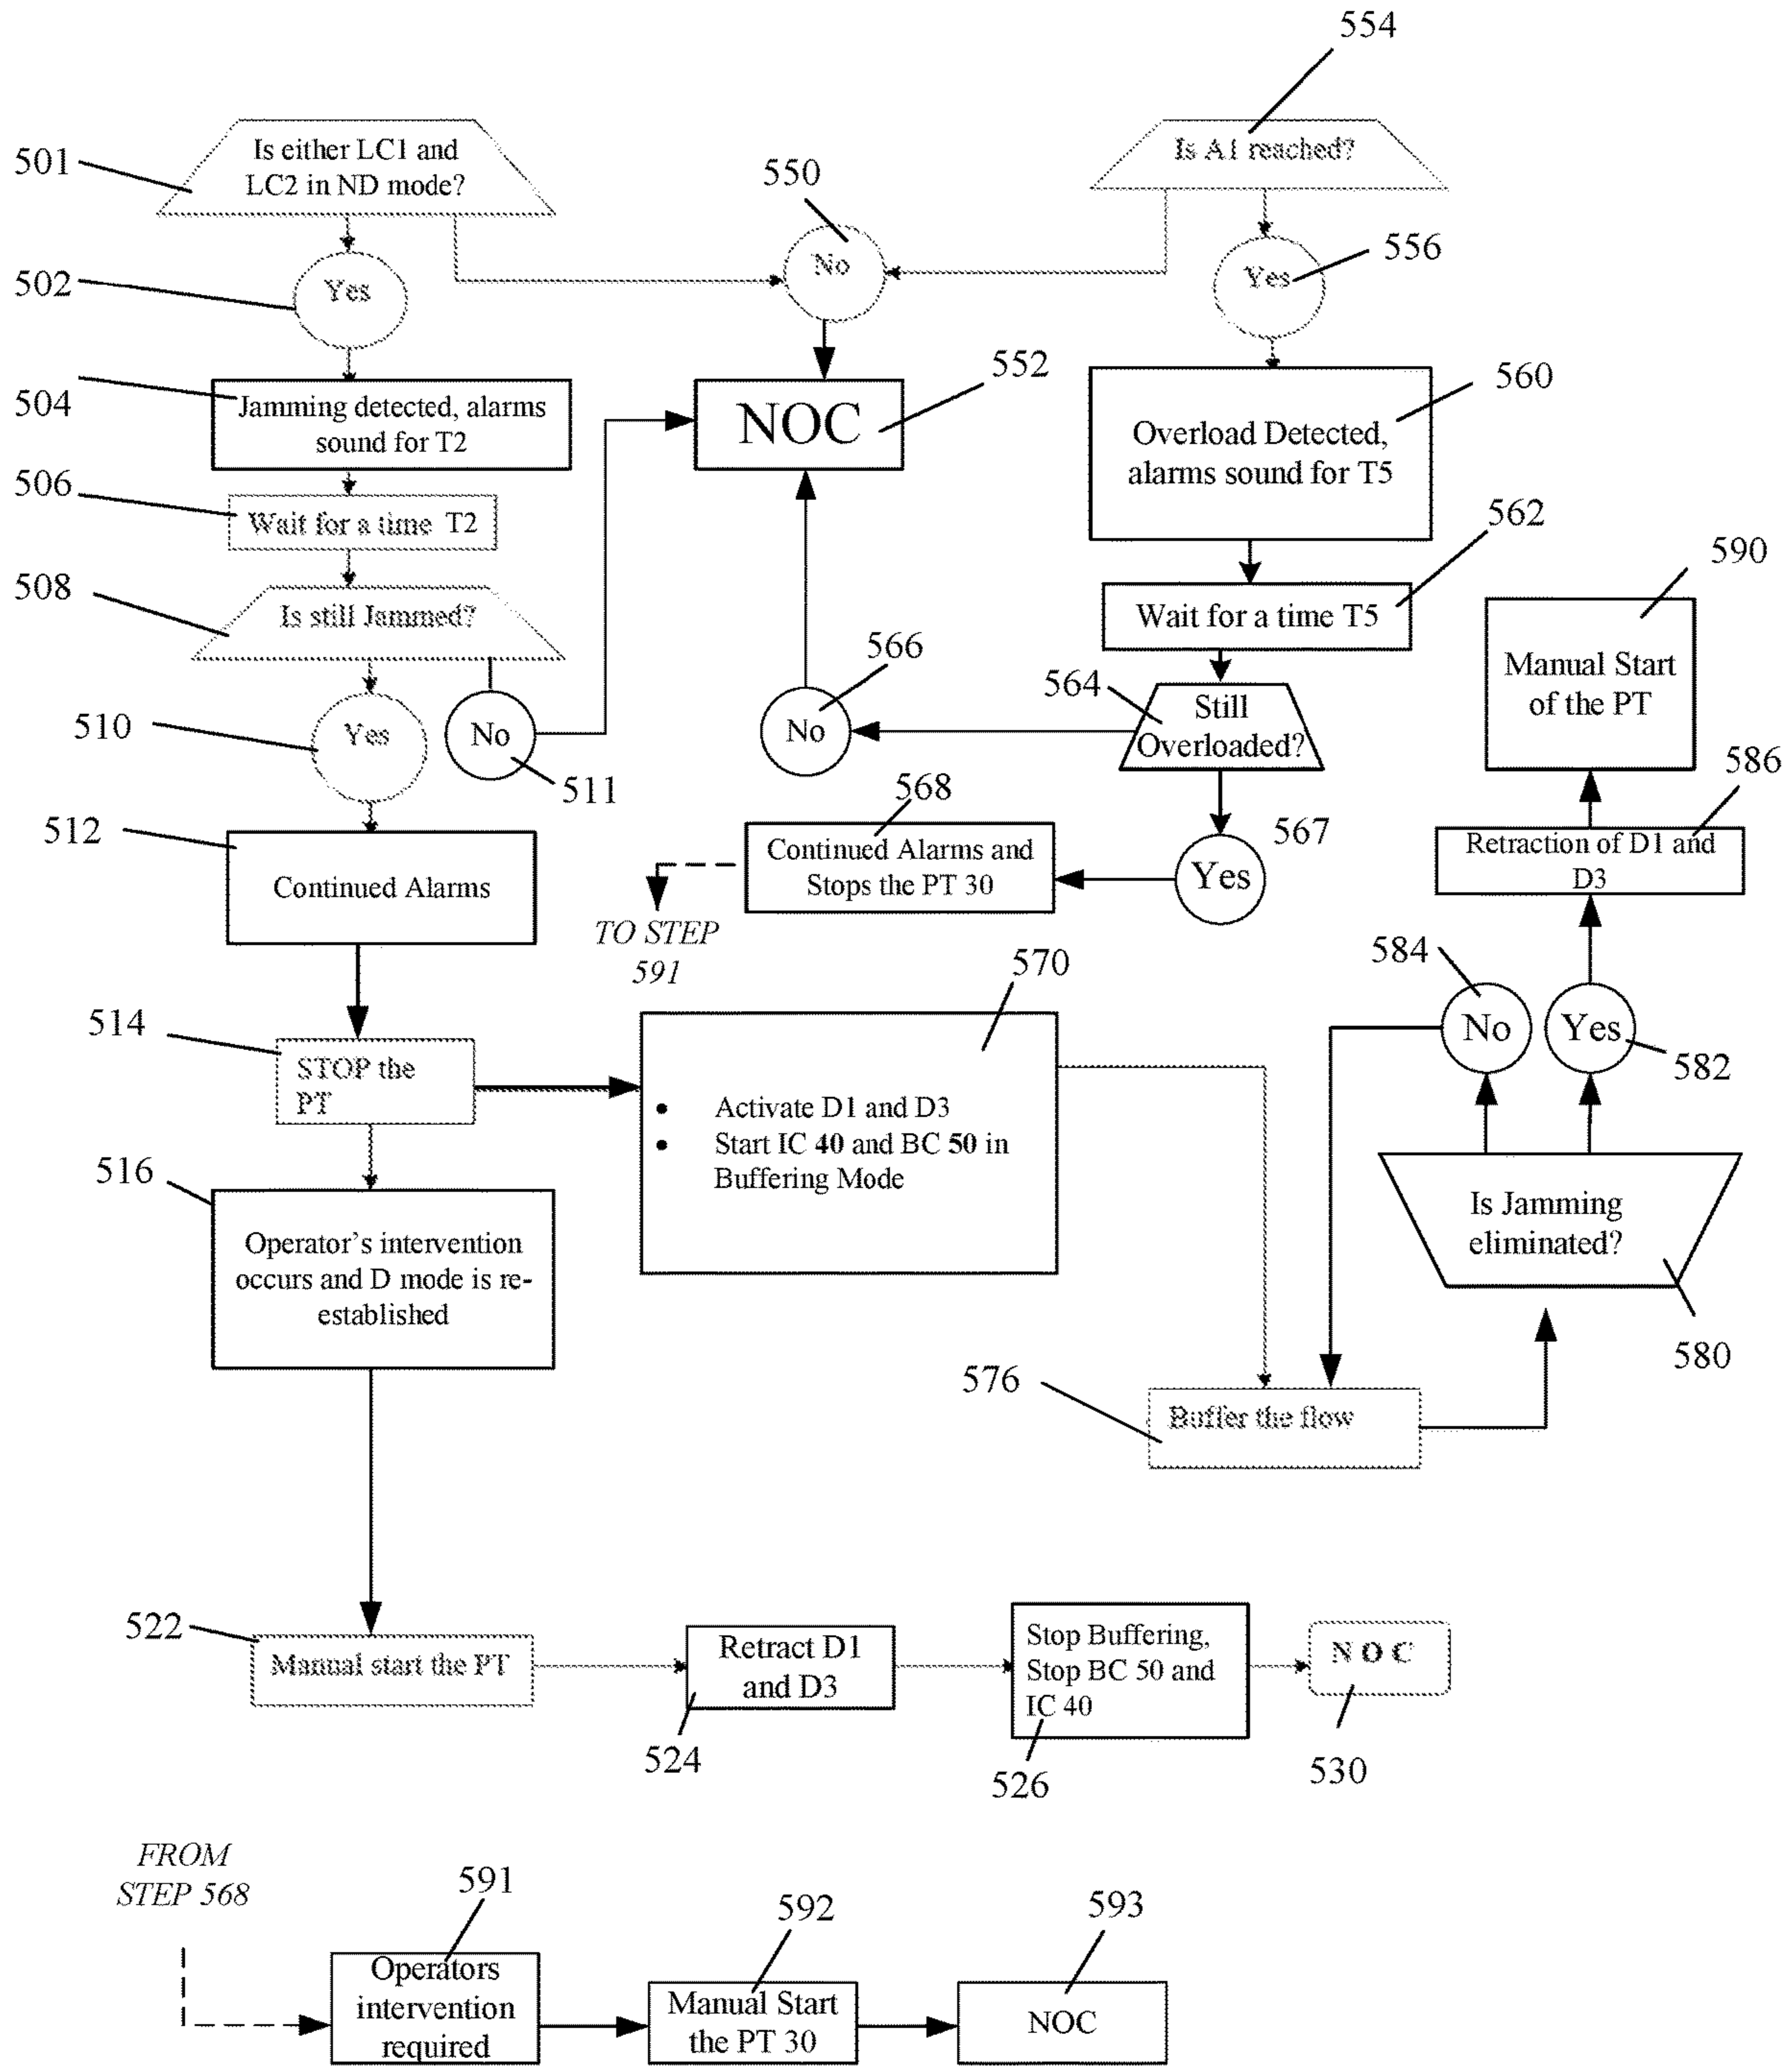 554
501
Is either LC1 and
LC2 in ND mode?
550
Is A1 reached?
502
Yes
No
Yes
556
504
Jamming detected, alarms
sound for T2
NOC
552
Overload Detected,
alarms sound for T5
560
506
Wait for a time T2
562
508
Is still Jammed?
Wait for a time T5
590
Manual Start
of the PT
510
Yes
No
511
566
No
564
Still
Overloaded?
586
512
Continued Alarms
568
Continued Alarms and
Stops the PT 30
567
Yes
Retraction of D1 and
D3
TO STEP
591
570
584
No
Yes
582
514
STOP the
PT
• Activate D1 and D3
• Start IC 40 and BC 50 in
Buffering Mode
516
Operator's intervention
occurs and D mode is re-
established
Is Jamming
eliminated?
580
576
Buffer the flow
522
Manual start the PT
Retract D1
and D3
524
Stop Buffering,
Stop BC 50 and
IC 40
526
N O C
530
FROM
STEP 568
591
Operators
intervention
required
592
Manual Start
the PT 30
593
NOC